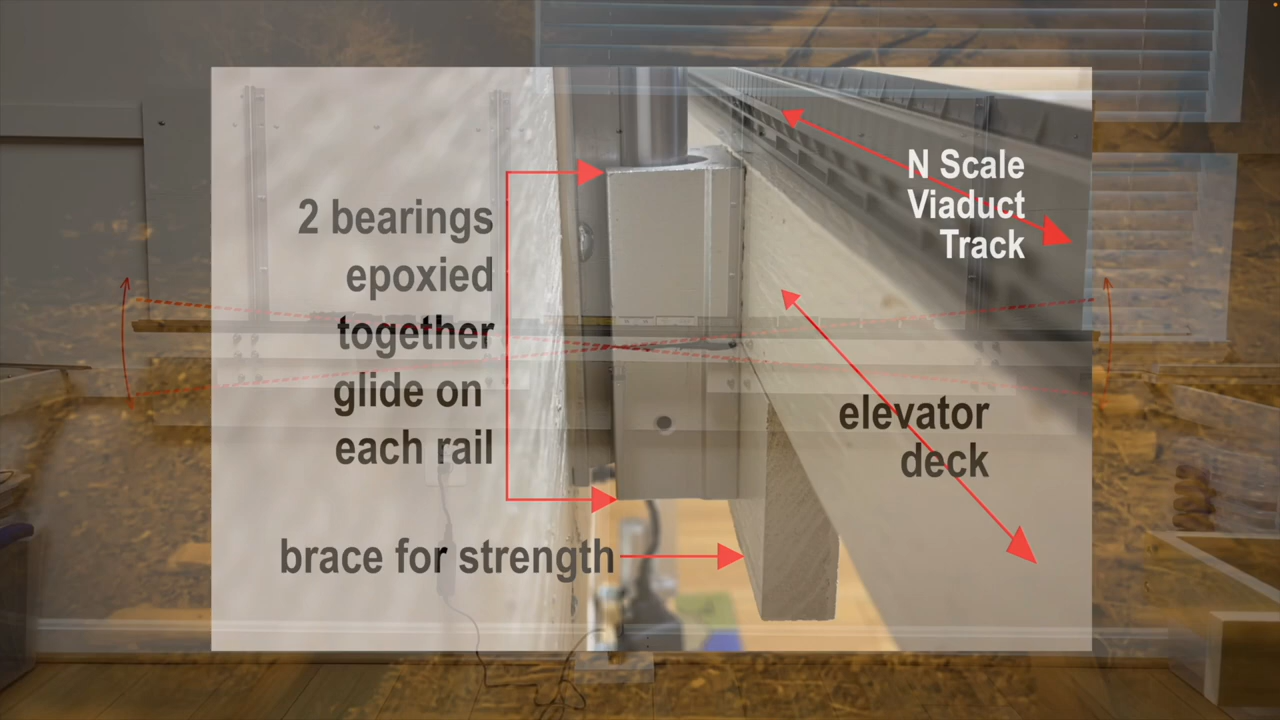 2 bearings
epoxied
together
glide on
each rail
brace for strength
N Scale
Viaduct
Track
elevator
deck